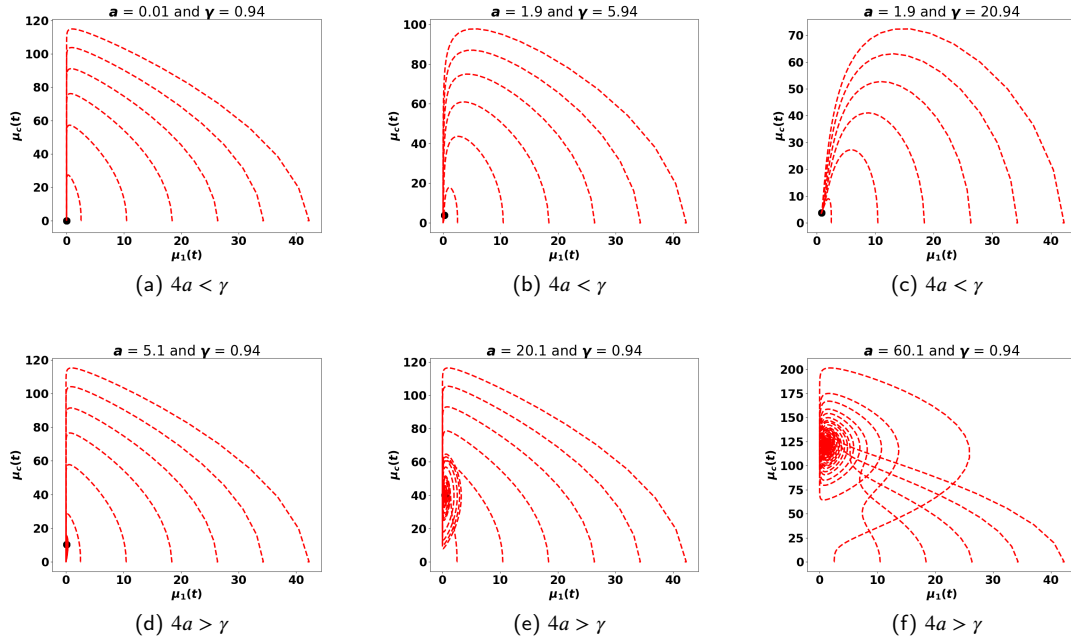 a = 0.01 and γ = 0.94
120
100
80
60
40
20
0
μc(t)
0 10 20 30 40
μ1(t)
(a) 4a < γ
a = 1.9 and γ = 5.94
100
80
60
40
20
0
μc(t)
0 10 20 30 40
μ1(t)
(b) 4a < γ
a = 1.9 and γ = 20.94
70
60
50
40
30
20
10
0
μc(t)
0 10 20 30 40
μ1(t)
(c) 4a < γ
a = 5.1 and γ = 0.94
120
100
80
60
40
20
0
μc(t)
0 10 20 30 40
μ1(t)
(d) 4a > γ
a = 20.1 and γ = 0.94
120
100
80
60
40
20
0
μc(t)
0 10 20 30 40
μ1(t)
(e) 4a > γ
a = 60.1 and γ = 0.94
200
175
150
125
100
75
50
25
0
μc(t)
0 10 20 30 40
μ1(t)
(f) 4a > γ